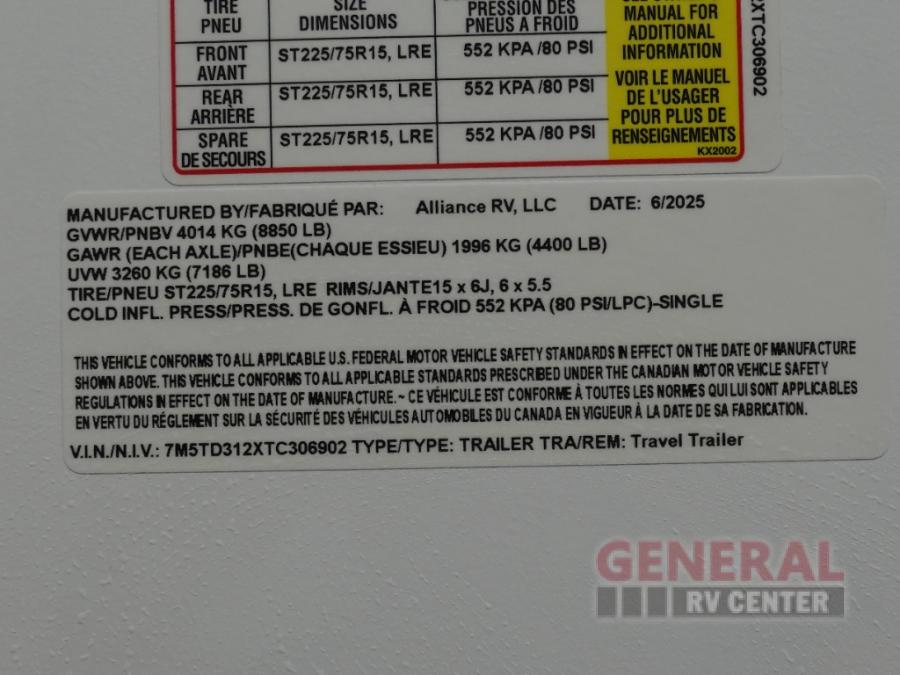 TIRE SIZE
PNEU DIMENSIONS PRESSION DES PNEUS À FROID
FRONT AVANT ST225/75R15, LRE 552 KPA /80 PSI
REAR ARRIÈRE ST225/75R15, LRE 552 KPA /80 PSI
SPARE DE SECOURS ST225/75R15, LRE 552 KPA /80 PSI
MANUAL FOR
ADDITIONAL
INFORMATION
VOIR LE MANUEL
DE L'USAGER
POUR PLUS DE
RENSEIGNEMENTS
KX2002
2XTC306902
MANUFACTURED BY/FABRIQUÉ PAR: Alliance RV, LLC DATE: 6/2025
GVWR/PNBV 4014 KG (8850 LB)
GAWR (EACH AXLE)/PNBE(CHAQUE ESSIEU) 1996 KG (4400 LB)
UVW 3260 KG (7186 LB)
TIRE/PNEU ST225/75R15, LRE RIMS/JANTE15 x 6J, 6 x 5.5
COLD INFL. PRESS/PRESS. DE GONFL. À FROID 552 KPA (80 PSI/LPC)-SINGLE
THIS VEHICLE CONFORMS TO ALL APPLICABLE U.S. FEDERAL MOTOR VEHICLE SAFETY STANDARDS IN EFFECT ON THE DATE OF MANUFACTURE
SHOWN ABOVE. THIS VEHICLE CONFORMS TO ALL APPLICABLE STANDARDS PRESCRIBED UNDER THE CANADIAN MOTOR VEHICLE SAFETY
REGULATIONS IN EFFECT ON THE DATE OF MANUFACTURE. ~ CE VÉHICULE EST CONFORME À TOUTES LES NORMES QUI LUI SONT APPLICABLES
EN VERTU DU RÉGLEMENT SUR LA SÉCURITÉ DES VÉHICULES AUTOMOBILES DU CANADA EN VIGUEUR À LA DATE DE SA FABRICATION.
V.I.N./N.I.V.: 7M5TD312XTC306902 TYPE/TYPE: TRAILER TRA/REM: Travel Trailer
GENERAL
RV CENTER